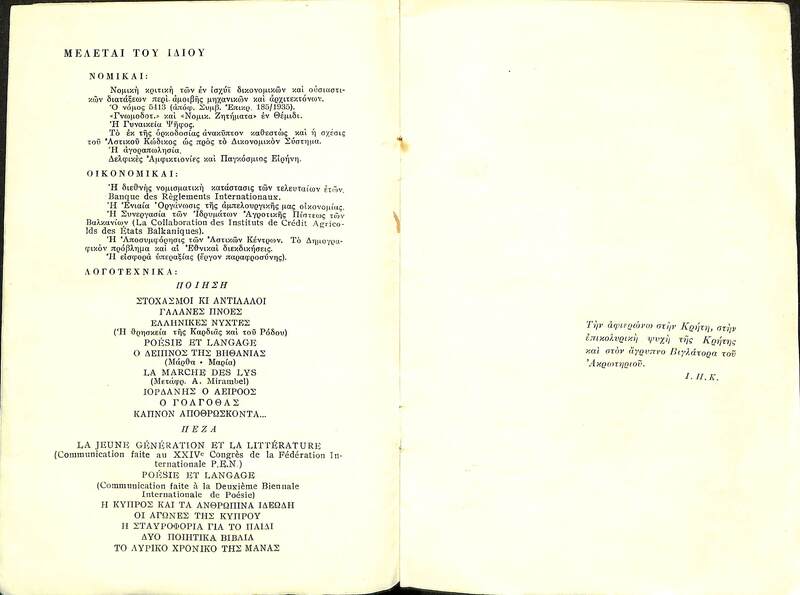 ΜΕΛΕΤΑΙ ΤΟΥ ΙΔΙΟΥ
ΝΟΜΙΚΑΙ:
Νομικὴ κριτικὴ τῶν ἐν ἰσχύϊ δικονομικῶν καὶ οὐσιαστι-
κῶν διατάξεων περὶ ἀμοιβῆς μηχανικῶν καὶ ἀρχιτεκτόνων.
Ὁ νόμος 5413 (ἀπόφ. Συμβ. Ἐπικρ. 185/1935).
«Γνωμοδοτ.» καὶ «Νομικ. Ζητήματα» ἐν Θέμιδι.
Ἡ Γυναικεία Ψῆφος.
Τὸ ἐκ τῆς ὁρκοδοσίας ἀνακῦπτον καθεστὼς καὶ ἡ σχέσις
τοῦ Ἀστικοῦ Κώδικος ὡς πρὸς τὸ Δικονομικὸν Σύστημα.
Ἡ ἀγοραπωλησία.
Δελφικὲς Ἀμφικτιονίες καὶ Παγκόσμιος Εἰρήνη.
ΟΙΚΟΝΟΜΙΚΑΙ:
Ἡ διεθνὴς νομισματικὴ κατάστασις τῶν τελευταίων ἐτῶν.
Banque des Règlements Internationaux.
Ἡ Ἑνιαία Ὀργάνωσις τῆς ἀμπελουργικῆς μας οἰκονομίας.
Ἡ Συνεργασία τῶν Ἱδρυμάτων Ἀγροτικῆς Πίστεως τῶν
Βαλκανίων (La Collaboration des Instituts de Crédit Agrico-
lds des États Balkaniques).
Ἡ Ἀποσυμφόρησις τῶν Ἀστικῶν Κέντρων. Τὸ Δημογρα-
φικὸν πρόβλημα καὶ αἱ Ἐθνικαὶ διεκδικήσεις.
Ἡ εἰσφορὰ ὑπεραξίας (ἔργον παραφροσύνης).
ΛΟΓΟΤΕΧΝΙΚΑ:
ΠΟΙΗΣΗ
ΣΤΟΧΑΣΜΟΙ ΚΙ ΑΝΤΙΛΑΛΟΙ
ΓΑΛΑΝΕΣ ΠΝΟΕΣ
ΕΛΛΗΝΙΚΕΣ ΝΥΧΤΕΣ
(Ἡ θρησκεία τῆς Καρδιᾶς καὶ τοῦ Ρόδου)
POÉSIE ET LANGAGE
Ο ΔΕΙΠΝΟΣ ΤΗΣ ΒΗΘΑΝΙΑΣ
(Μάρθα - Μαρία)
LA MARCHE DES LYS
(Μετάφρ. A. Mirambel)
ΙΟΡΔΑΝΗΣ Ο ΑΕΙΡΟΟΣ
Ο ΓΟΛΓΟΘΑΣ
ΚΑΠΝΟΝ ΑΠΟΘΡΩΣΚΟΝΤΑ...
ΠΕΖΑ
LA JEUNE GÉNÉRATION ET LA LITTÉRATURE
(Communication faite au XXIVe Congrès de la Fédération In-
ternationale P.E.N.)
POÉSIE ET LANGAGE
(Communication faite à la Deuxième Biennale
Internationale de Poésie)
Η ΚΥΠΡΟΣ ΚΑΙ ΤΑ ΑΝΘΡΩΠΙΝΑ ΙΔΕΩΔΗ
ΟΙ ΑΓΩΝΕΣ ΤΗΣ ΚΥΠΡΟΥ
Η ΣΤΑΥΡΟΦΟΡΙΑ ΓΙΑ ΤΟ ΠΑΙΔΙ
ΔΥΟ ΠΟΙΗΤΙΚΑ ΒΙΒΛΙΑ
ΤΟ ΛΥΡΙΚΟ ΧΡΟΝΙΚΟ ΤΗΣ ΜΑΝΑΣ
Τὴν ἀφιερώνω στὴν Κρήτη, στὴν
ἐπικολυρικὴ ψυχὴ τῆς Κρήτης
καὶ στὸν ἄγρυπνο Βιγλάτορα τοῦ
Ἀκρωτηριοῦ.
Ι. Π. Κ.